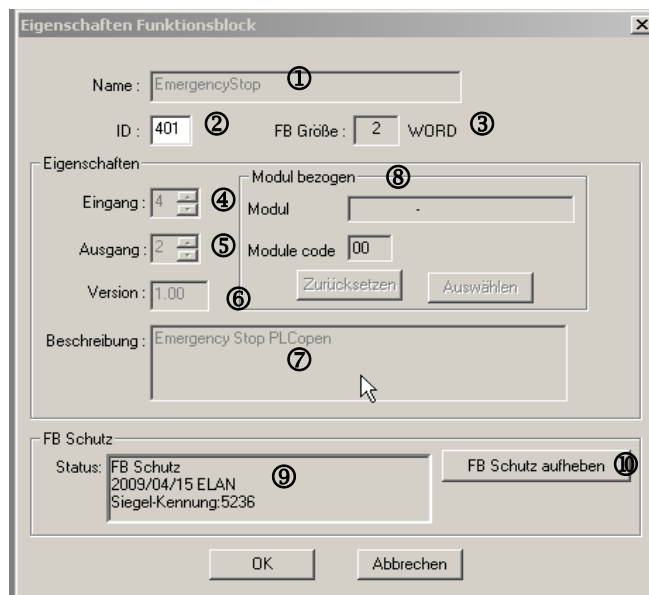 Eigenschaften Funktionsblock
Name : EmergencyStop ①
ID : 401 ② FB Größe : 2 WORD ③
Eigenschaften
Modul bezogen ⑧
Eingang : 4 ④ Modul -
Ausgang : 2 ⑤ Module code 00
Version : 1.00 ⑥ Zurücksetzen Auswählen
Beschreibung : Emergency Stop PLCopen ⑦
FB Schutz
Status: FB Schutz ⑨ FB Schutz aufheben ⑩
2009/04/15 ELAN
Siegel-Kennung:5236
OK Abbrechen